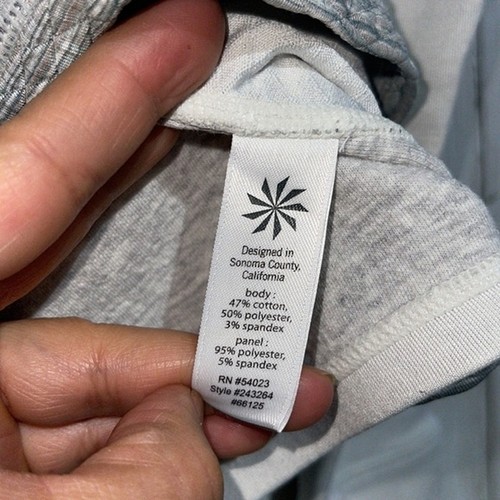 Designed in
Sonoma County,
California
body :
47% cotton,
50% polyester,
3% spandex
panel :
95% polyester,
5% spandex
RN #54023
Style #243264
#66125